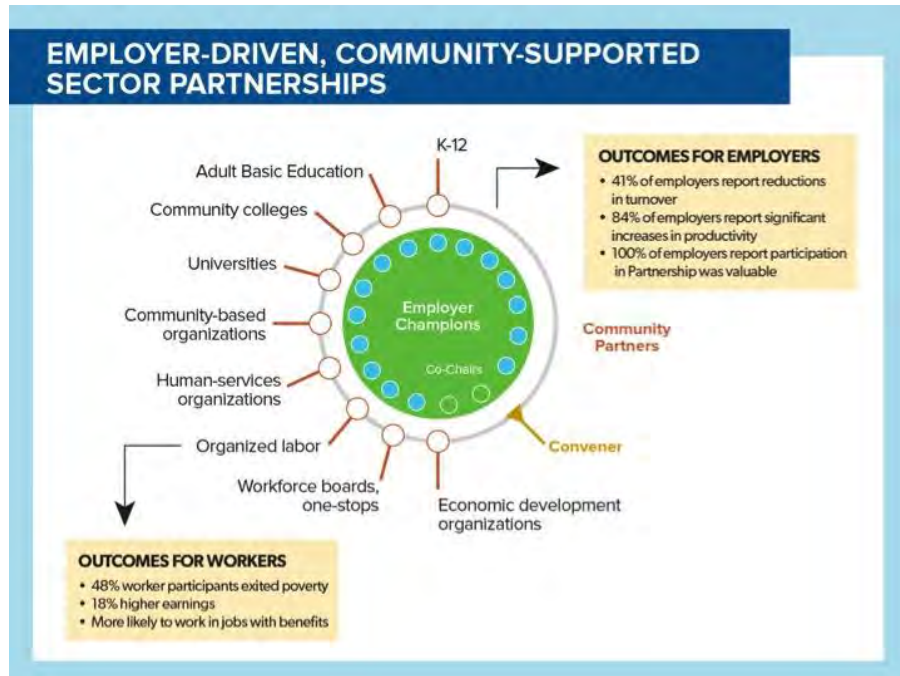 EMPLOYER-DRIVEN, COMMUNITY-SUPPORTED
SECTOR PARTNERSHIPS
K-12
Adult Basic Education
Community colleges
Universities
Community-based
organizations
Human-services
organizations
Organized labor
Workforce boards,
one-stops
Economic development
organizations
Employer
Champions
Co-Chairs
Convener
Community
Partners
OUTCOMES FOR EMPLOYERS
• 41% of employers report reductions
in turnover
• 84% of employers report significant
increases in productivity
• 100% of employers report participation
in Partnership was valuable
OUTCOMES FOR WORKERS
• 48% worker participants exited poverty
• 18% higher earnings
• More likely to work in jobs with benefits